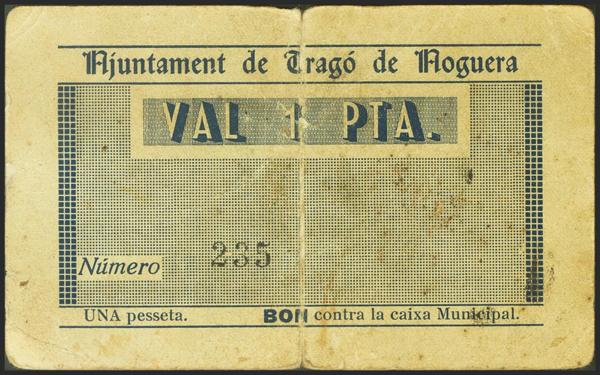 Ajuntament de Tragó de Noguera
VAL 1 PTA.
Número 235
UNA pesseta. BON contra la caixa Municipal.